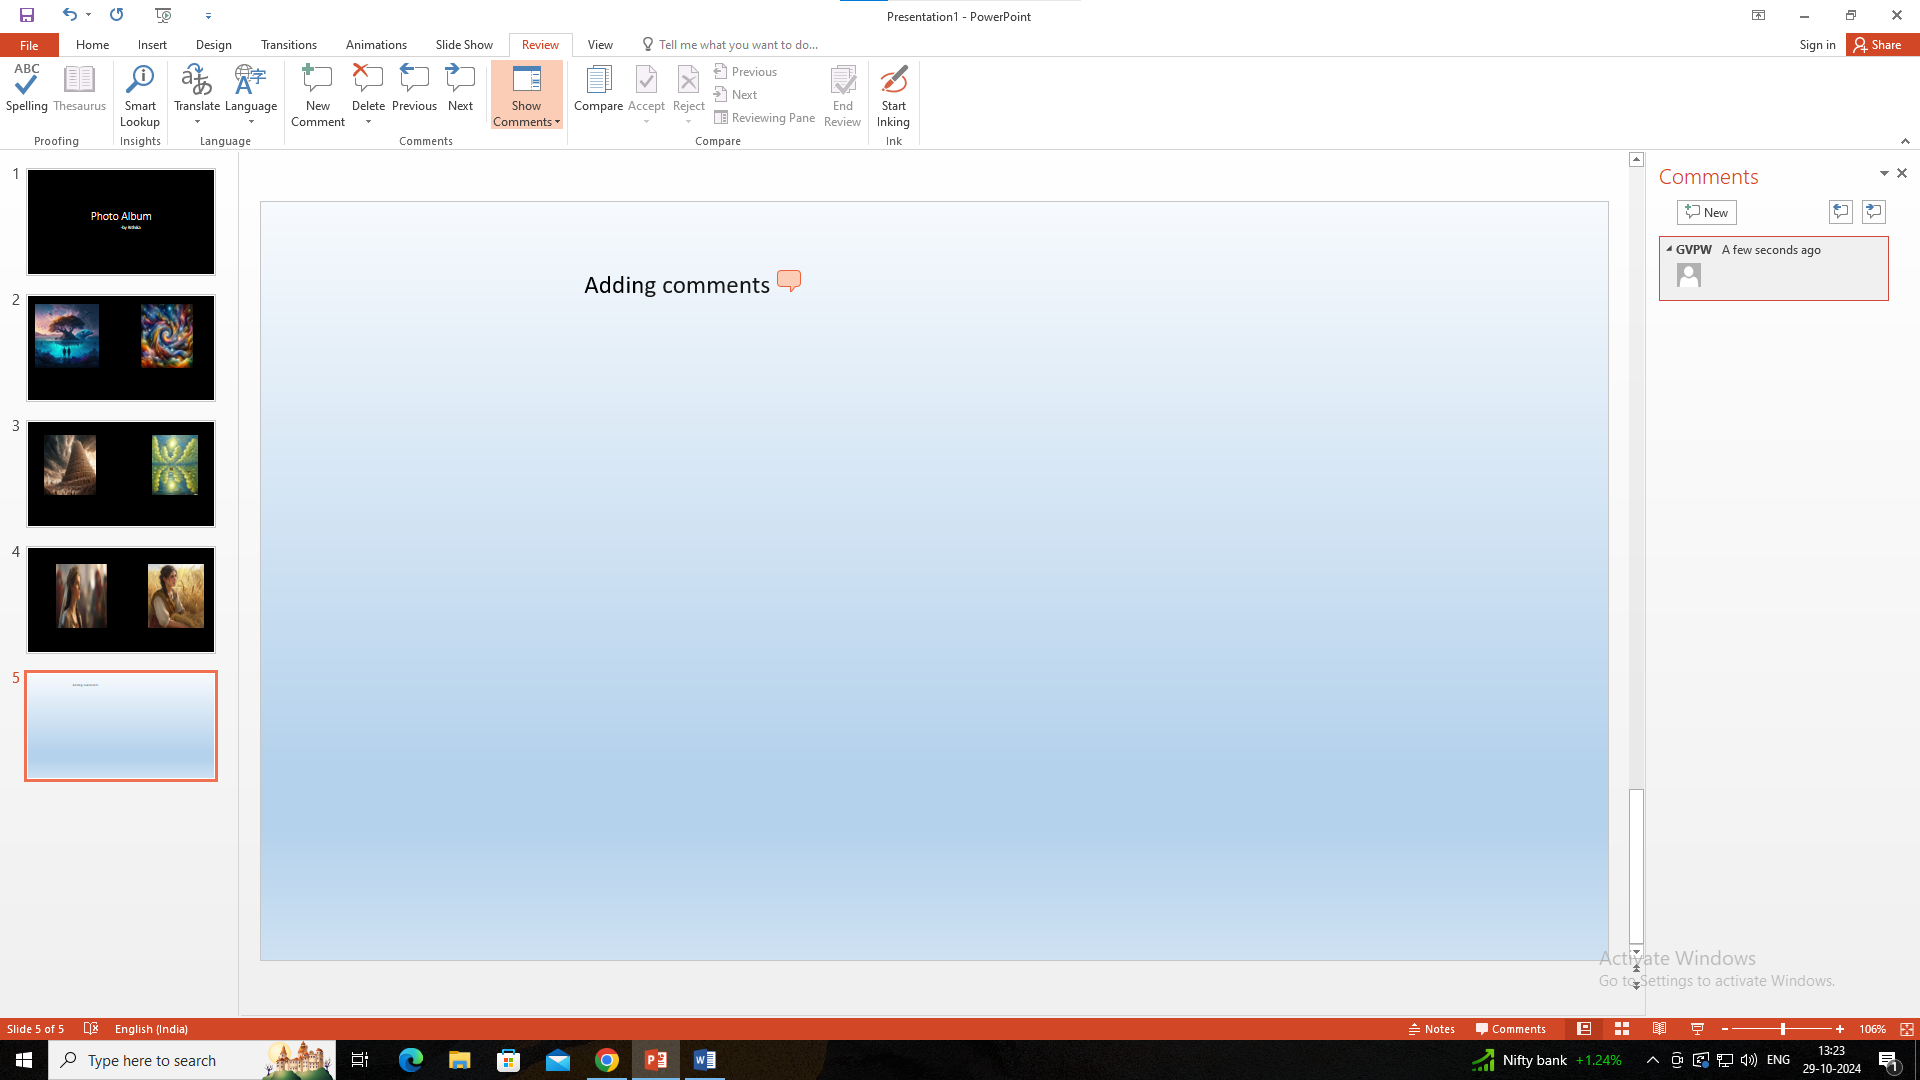 Presentation1 - PowerPoint
File Home Insert Design Transitions Animations Slide Show Review View Tell me what you want to do... Sign in Share
ABC
Spelling Thesaurus Smart Lookup Translate Language New Comment Delete Previous Next Show Comments Compare Accept Reject Previous Next Reviewing Pane End Review Start Inking
Proofing Insights Language Comments Compare Ink
Comments
New
GVPW A few seconds ago
1
Photo Album
2
3
4
5
Adding comments
Adding comments
Activate Windows
Go to Settings to activate Windows.
Slide 5 of 5 English (India) Notes Comments 106%
Type here to search Nifty bank +1.24% ENG 13:23
29-10-2024 1